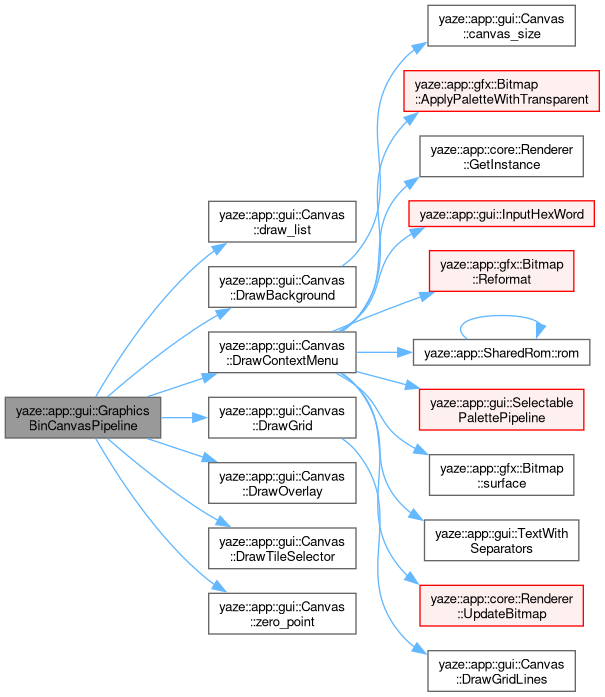 yaze::app::gui::Graphics
BinCanvasPipeline
yaze::app::gui::Canvas
::draw_list
yaze::app::gui::Canvas
::DrawBackground
yaze::app::gui::Canvas
::DrawContextMenu
yaze::app::gui::Canvas
::DrawGrid
yaze::app::gui::Canvas
::DrawOverlay
yaze::app::gui::Canvas
::DrawTileSelector
yaze::app::gui::Canvas
::zero_point
yaze::app::gui::Canvas
::canvas_size
yaze::app::gfx::Bitmap
::ApplyPaletteWithTransparent
yaze::app::core::Renderer
::GetInstance
yaze::app::gui::InputHexWord
yaze::app::gfx::Bitmap
::Reformat
yaze::app::SharedRom::rom
yaze::app::gui::Selectable
PalettePipeline
yaze::app::gfx::Bitmap
::surface
yaze::app::gui::TextWith
Separators
yaze::app::core::Renderer
::UpdateBitmap
yaze::app::gui::Canvas
::DrawGridLines